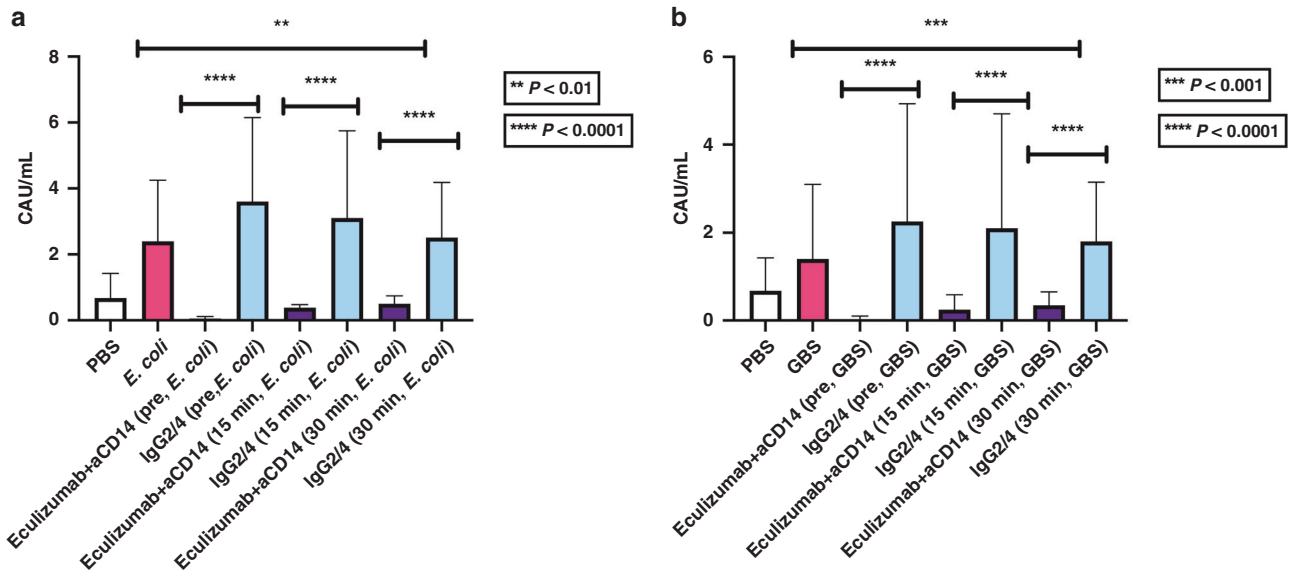 a
**
8
****
****
** P < 0.01
6
****
**** P < 0.0001
CAU/mL
4
2
0
PBS
E. coli
Eculizumab+aCD14 (pre, E. coli)
IgG2/4 (pre,E. coli)
Eculizumab+aCD14 (15 min, E. coli)
IgG2/4 (15 min, E. coli)
Eculizumab+aCD14 (30 min, E. coli)
IgG2/4 (30 min, E. coli)
b
***
6
****
****
*** P < 0.001
****
**** P < 0.0001
4
CAU/mL
2
0
PBS
GBS
Eculizumab+aCD14 (pre, GBS)
IgG2/4 (pre, GBS)
Eculizumab+aCD14 (15 min, GBS)
IgG2/4 (15 min, GBS)
Eculizumab+aCD14 (30 min, GBS)
IgG2/4 (30 min, GBS)